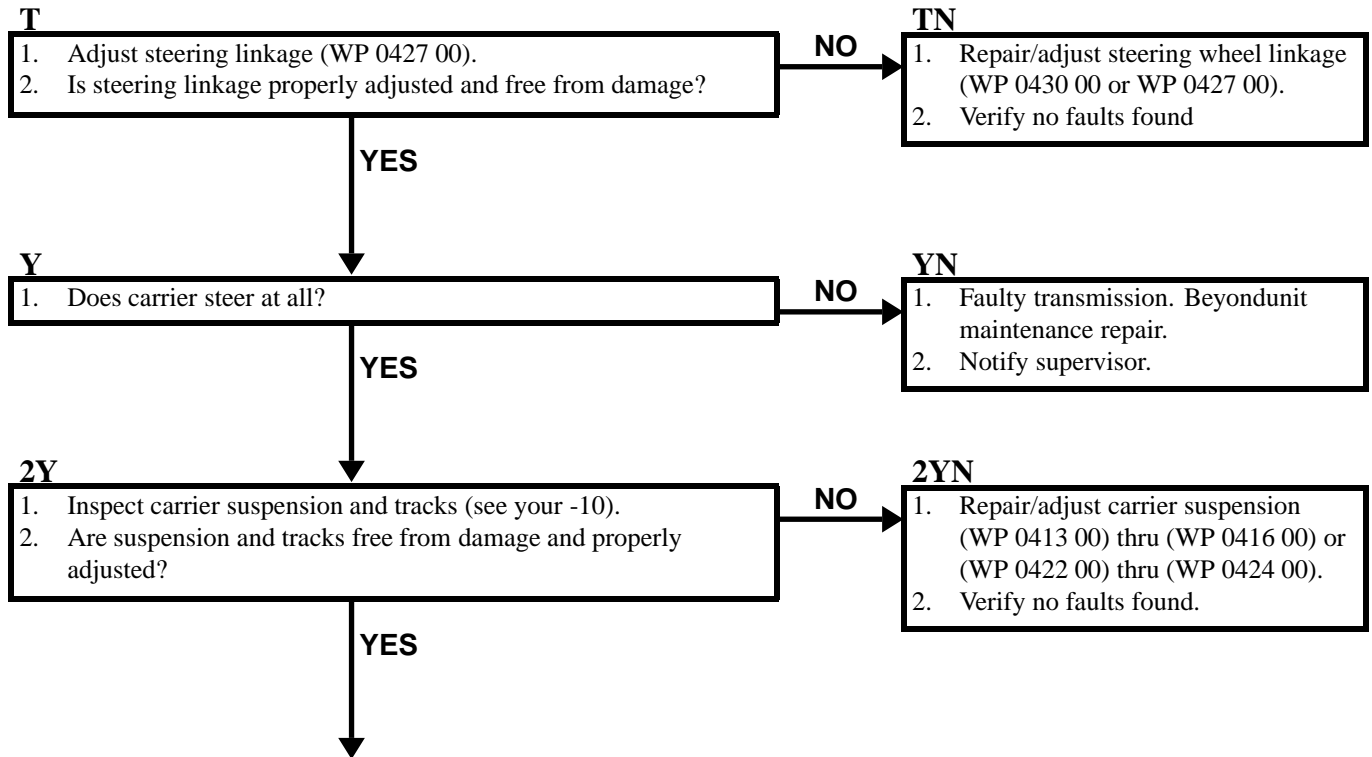 T
1. Adjust steering linkage (WP 0427 00).
2. Is steering linkage properly adjusted and free from damage?
NO
TN
1. Repair/adjust steering wheel linkage
(WP 0430 00 or WP 0427 00).
2. Verify no faults found
YES
Y
1. Does carrier steer at all?
NO
YN
1. Faulty transmission. Beyondunit
maintenance repair.
2. Notify supervisor.
YES
2Y
1. Inspect carrier suspension and tracks (see your -10).
2. Are suspension and tracks free from damage and properly
adjusted?
NO
2YN
1. Repair/adjust carrier suspension
(WP 0413 00) thru (WP 0416 00) or
(WP 0422 00) thru (WP 0424 00).
2. Verify no faults found.
YES